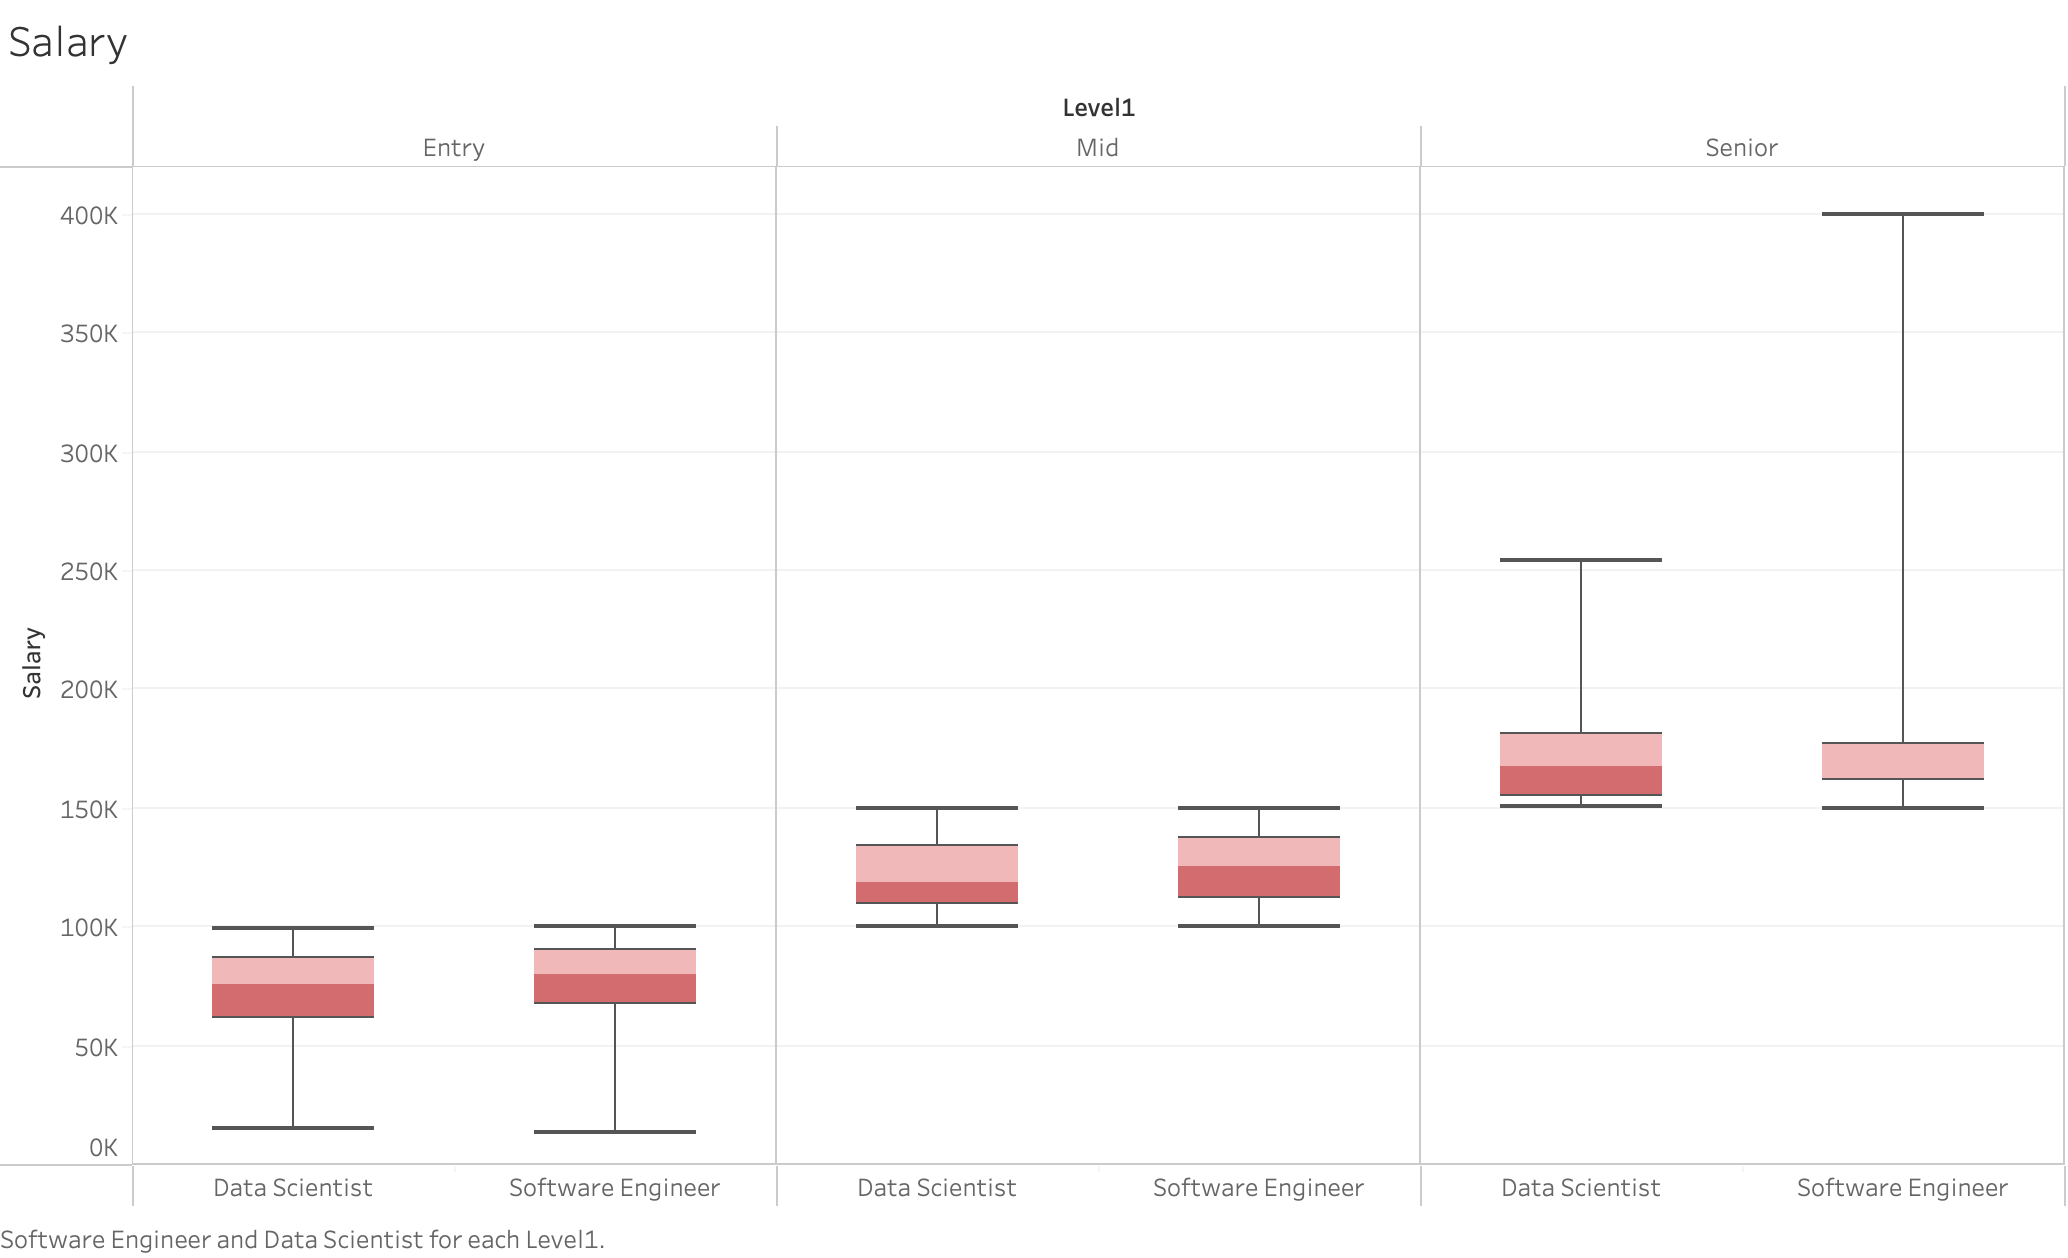 Salary
Level1
Entry Mid Senior
400K
350K
300K
250K
200K
150K
100K
50K
0K
Salary
Data Scientist Software Engineer Data Scientist Software Engineer Data Scientist Software Engineer
Software Engineer and Data Scientist for each Level1.